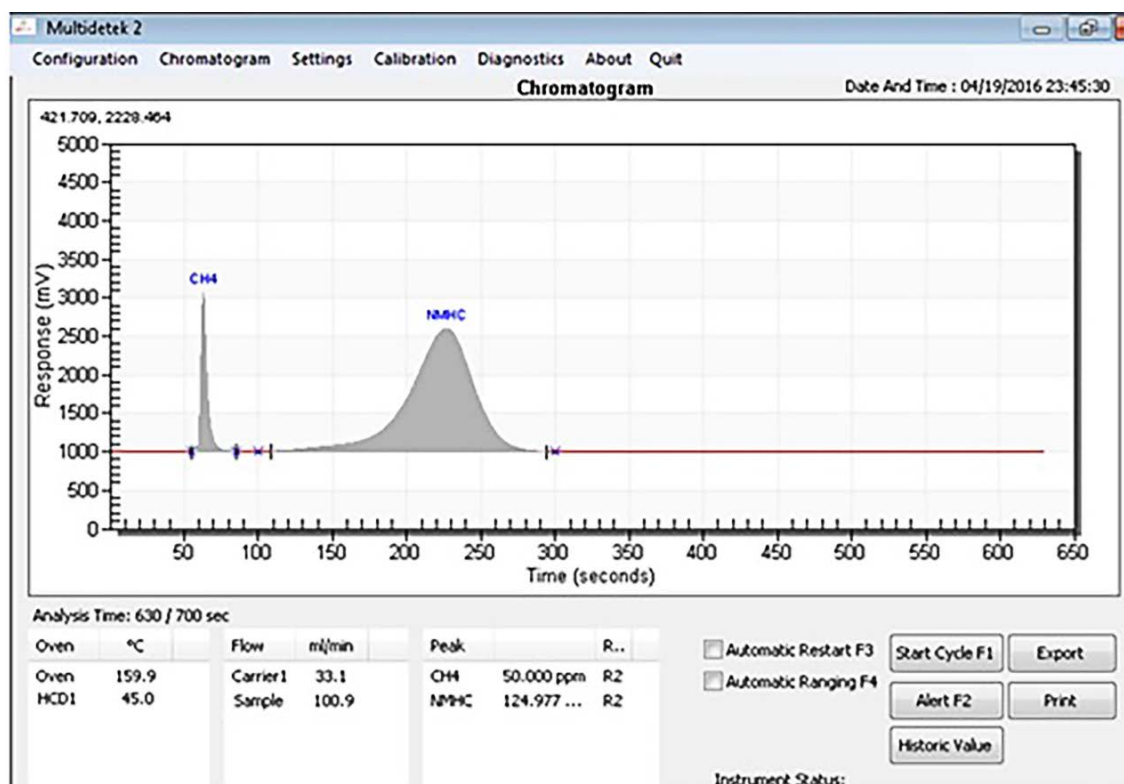 Multidetek 2
Configuration Chromatogram Settings Calibration Diagnostics About Quit
Chromatogram Date And Time : 04/19/2016 23:45:30
421.709, 2228.464
5000
4500
4000
3500
3000
2500
2000
1500
1000
500
0
Response (mV)
CH4
NMHC
50 100 150 200 250 300 350 400 450 500 550 600 650
Time (seconds)
Analysis Time: 630 / 700 sec
Oven °C Flow ml/min Peak R..
Oven 159.9 Carrier1 33.1 CH4 50.000 ppm R2
HCD1 45.0 Sample 100.9 NMHC 124.977 ... R2
Automatic Restart F3
Automatic Ranging F4
Start Cycle F1 Export
Alert F2 Print
Historic Value
Instrument Status: